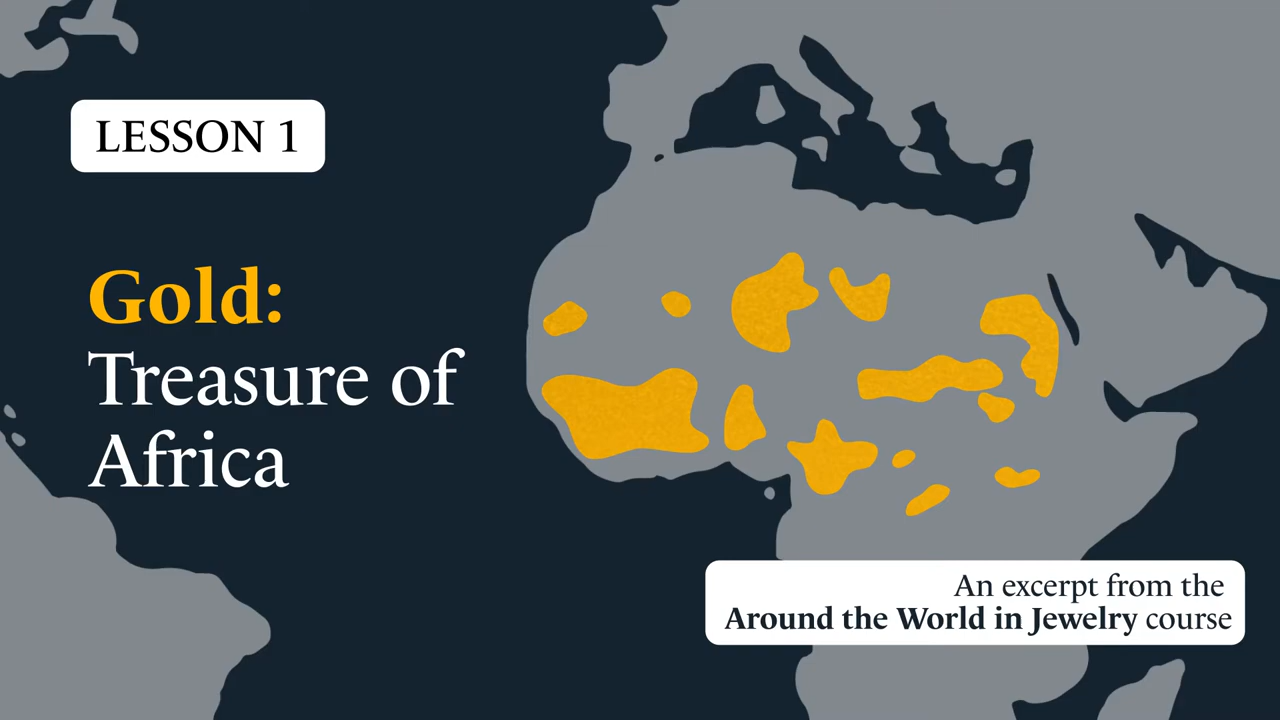 LESSON 1
Gold:
Treasure of
Africa
An excerpt from the
Around the World in Jewelry course